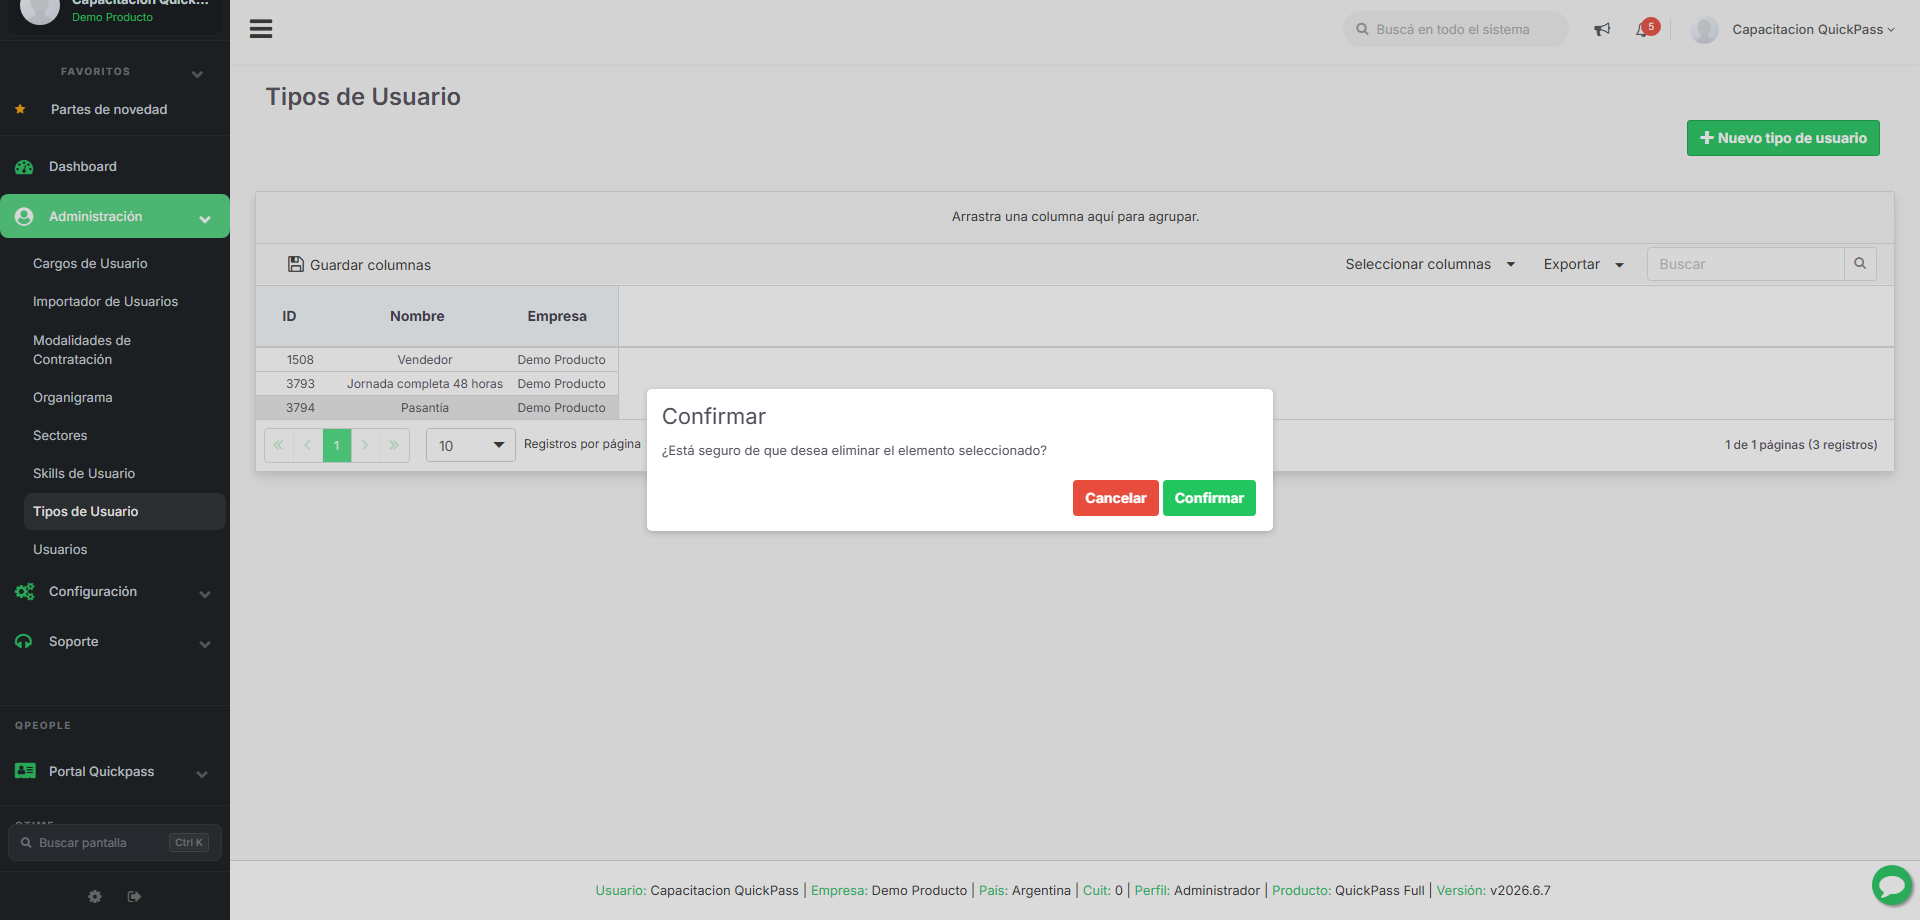 Capacitacion Quick...
Demo Producto
FAVORITOS
Partes de novedad
Dashboard
Administración
Cargos de Usuario
Importador de Usuarios
Modalidades de
Contratación
Organigrama
Sectores
Skills de Usuario
Tipos de Usuario
Usuarios
Configuración
Soporte
QPEOPLE
Portal Quickpass
QTIME
Buscar pantalla
Ctrl K
Buscá en todo el sistema
5
Capacitacion QuickPass
Tipos de Usuario
Nuevo tipo de usuario
Arrastra una columna aquí para agrupar.
Guardar columnas
Seleccionar columnas
Exportar
Buscar
ID Nombre Empresa
1508 Vendedor Demo Producto
3793 Jornada completa 48 horas Demo Producto
3794 Pasantía Demo Producto
« ‹ 1 › »
10
Registros por página
1 de 1 páginas (3 registros)
Confirmar
¿Está seguro de que desea eliminar el elemento seleccionado?
Cancelar
Confirmar
Usuario: Capacitacion QuickPass | Empresa: Demo Producto | País: Argentina | Cuit: 0 | Perfil: Administrador | Producto: QuickPass Full | Versión: v2026.6.7